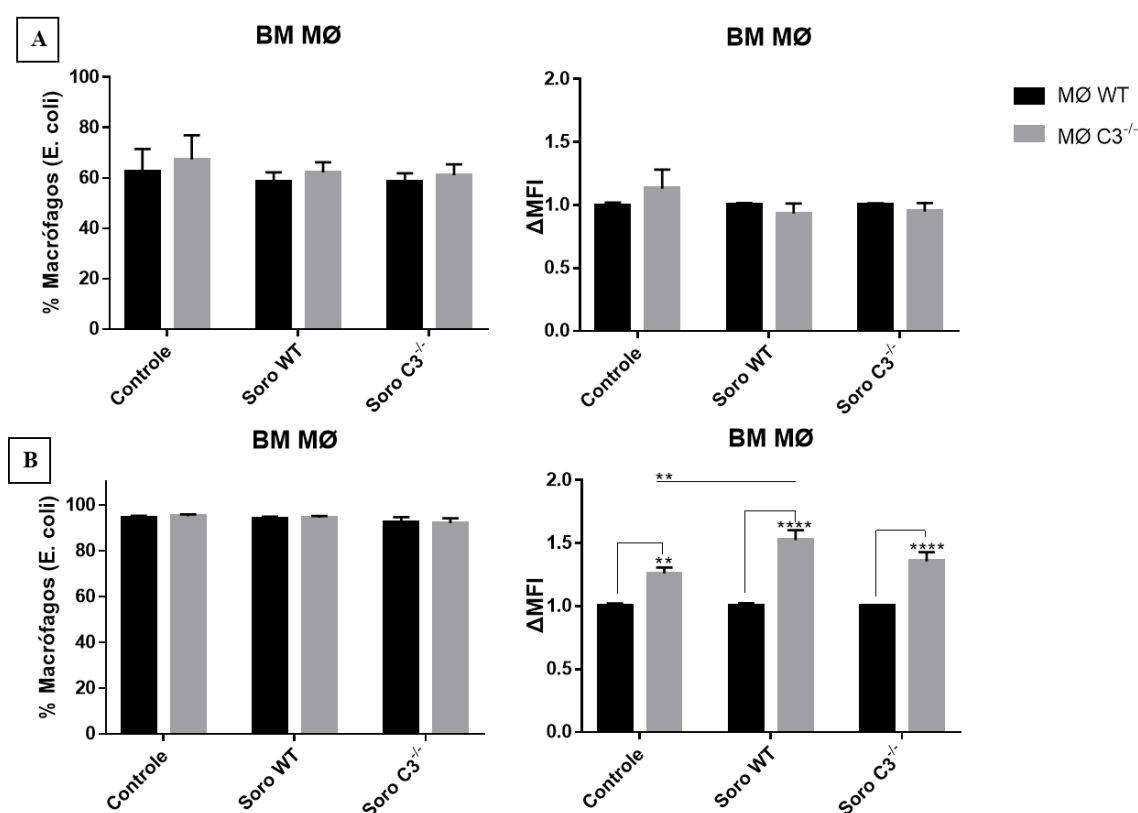 A
BM MØ
% Macrófagos (E. coli)
100
80
60
40
20
0
Controle
Soro WT
Soro C3-/-
BM MØ
ΔMFI
2.0
1.5
1.0
0.5
0.0
Controle
Soro WT
Soro C3-/-
MØ WT
MØ C3-/-
B
BM MØ
% Macrófagos (E. coli)
100
80
60
40
20
0
Controle
Soro WT
Soro C3-/-
BM MØ
ΔMFI
2.0
1.5
1.0
0.5
0.0
**
**
****
****
Controle
Soro WT
Soro C3-/-